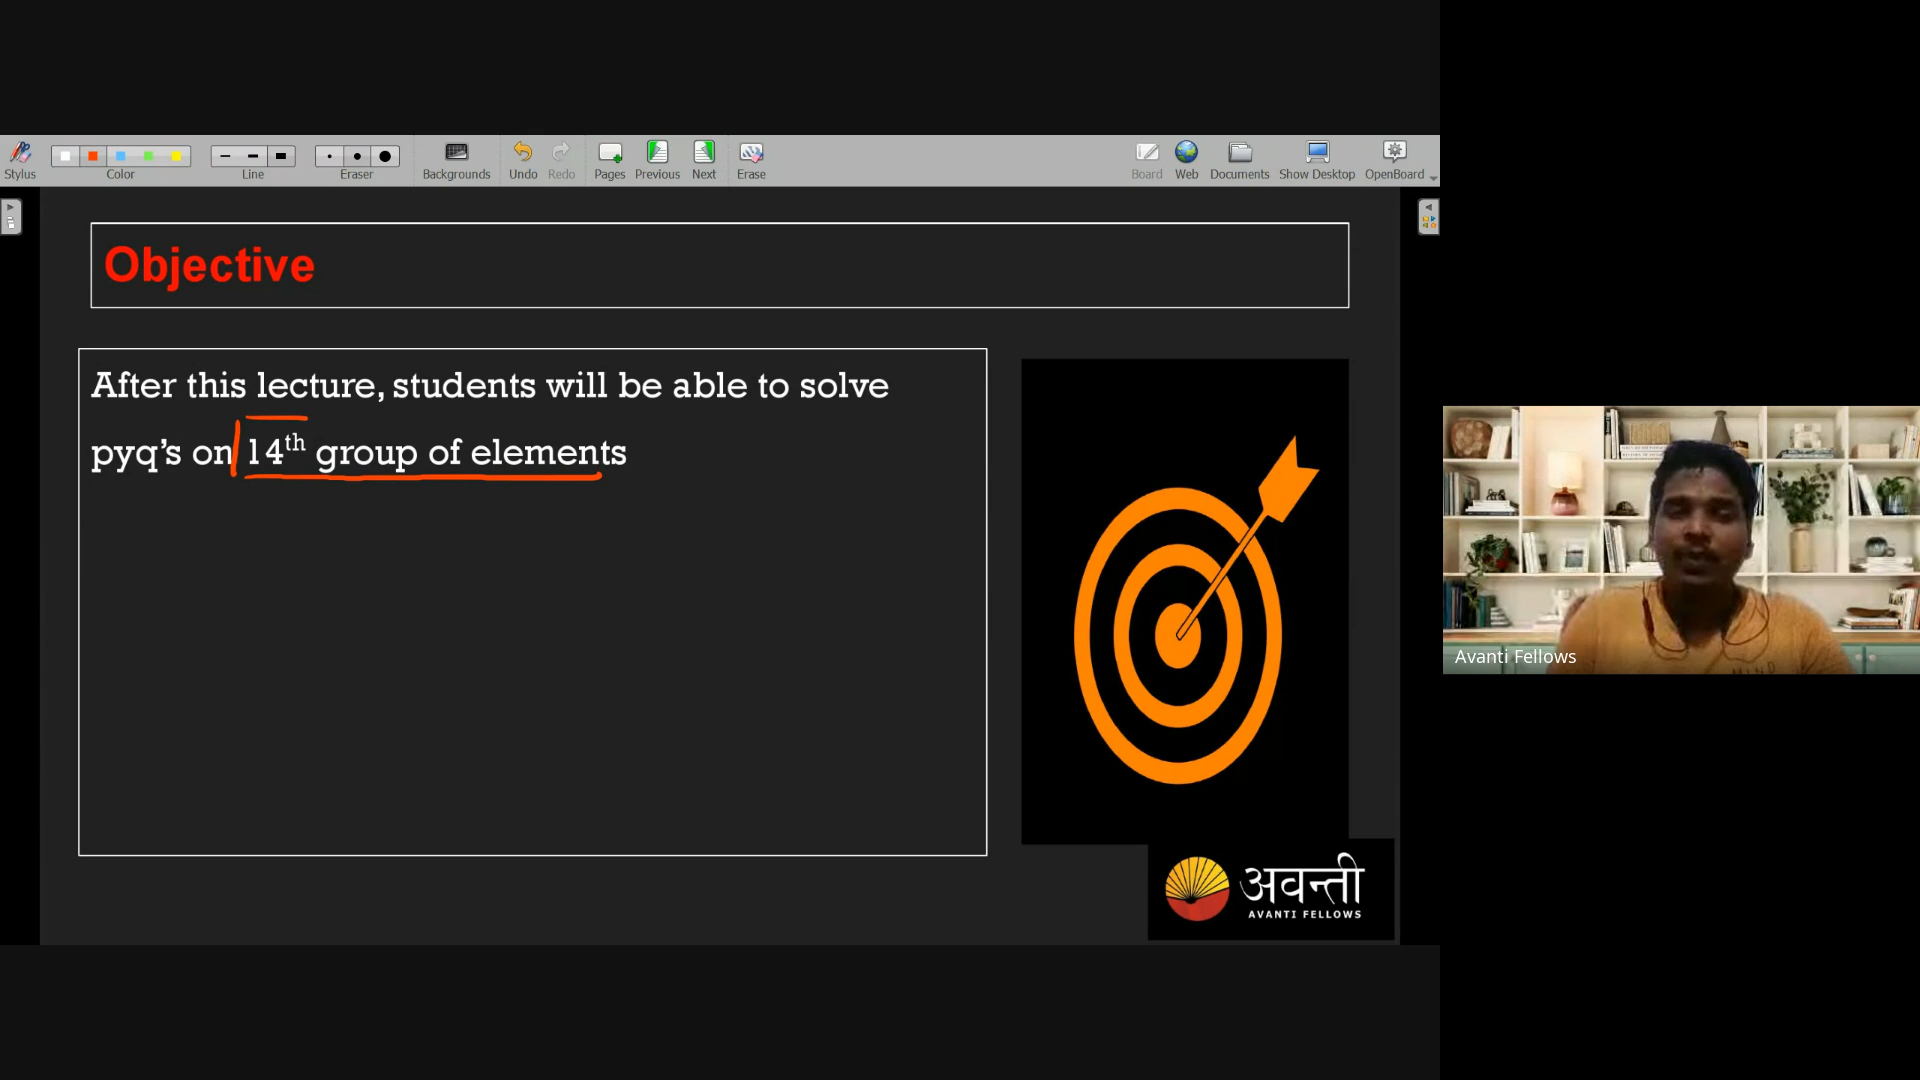 Stylus
Color
Line
Eraser
Backgrounds
Undo
Redo
Pages
Previous
Next
Erase
Board
Web
Documents
Show Desktop
OpenBoard
Objective
After this lecture, students will be able to solve
pyq’s on 14th group of elements
अवन्ती
AVANTI FELLOWS
Avanti Fellows